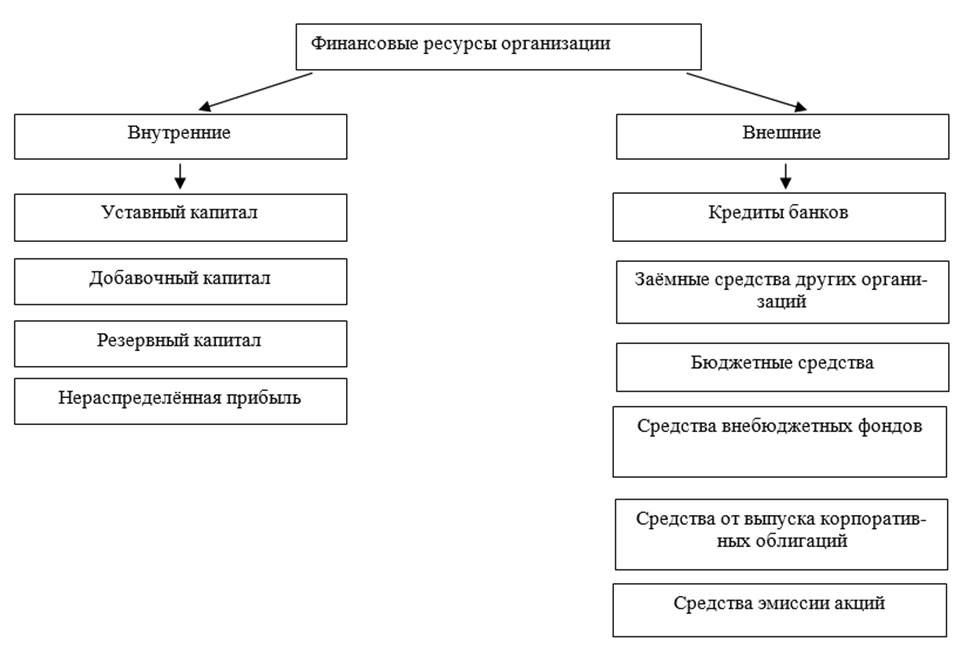 Финансовые ресурсы организации
Внутренние
Уставный капитал
Добавочный капитал
Резервный капитал
Нераспределённая прибыль
Внешние
Кредиты банков
Заёмные средства других органи-
заций
Бюджетные средства
Средства внебюджетных фондов
Средства от выпуска корпоратив-
ных облигаций
Средства эмиссии акций